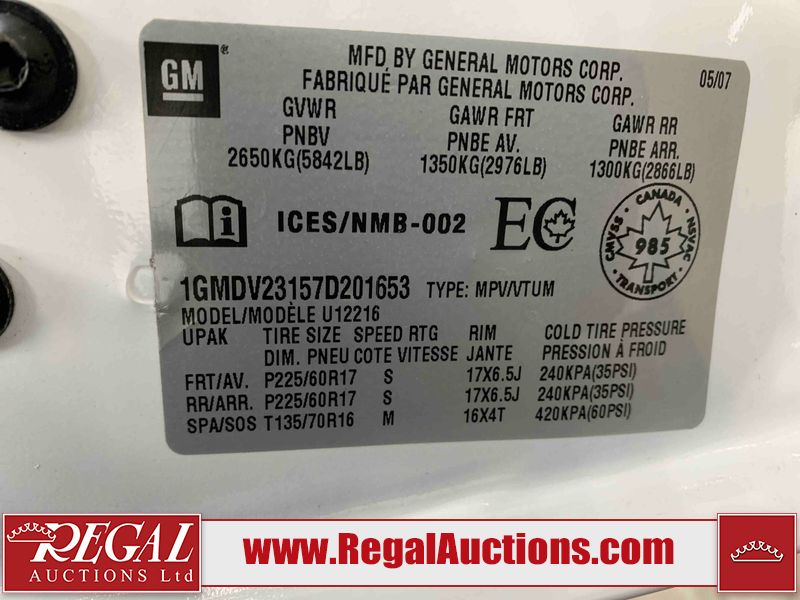 GM
MFD BY GENERAL MOTORS CORP.
FABRIQUÉ PAR GENERAL MOTORS CORP.
05/07
GVWR GAWR FRT GAWR RR
PNBV PNBE AV. PNBE ARR.
2650KG(5842LB) 1350KG(2976LB) 1300KG(2866LB)
i ICES/NMB-002 EC
CANADA
CMVSS 985 NSVAC
1GMDV23157D201653 TYPE: MPV/VTUM
MODEL/MODÈLE U12216
UPAK TIRE SIZE SPEED RTG RIM COLD TIRE PRESSURE
DIM. PNEU COTE VITESSE JANTE PRESSION À FROID
FRT/AV. P225/60R17 S 17X6.5J 240KPA(35PSI)
RR/ARR. P225/60R17 S 17X6.5J 240KPA(35PSI)
SPA/SOS T135/70R16 M 16X4T 420KPA(60PSI)
REGAL
AUCTIONS Ltd
www.RegalAuctions.com